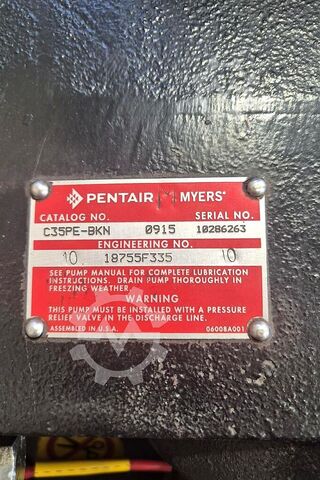 PENTAIR MYERS®
CATALOG NO. SERIAL NO.
C35PE-BKN 0915 10286263
ENGINEERING NO.
10. 18755F335 10
SEE PUMP MANUAL FOR COMPLETE LUBRICATION
INSTRUCTIONS. DRAIN PUMP THOROUGHLY IN
FREEZING WEATHER.
WARNING
THIS PUMP MUST BE INSTALLED WITH A PRESSURE
RELIEF VALVE IN THE DISCHARGE LINE.
ASSEMBLED IN U.S.A. 06008A001